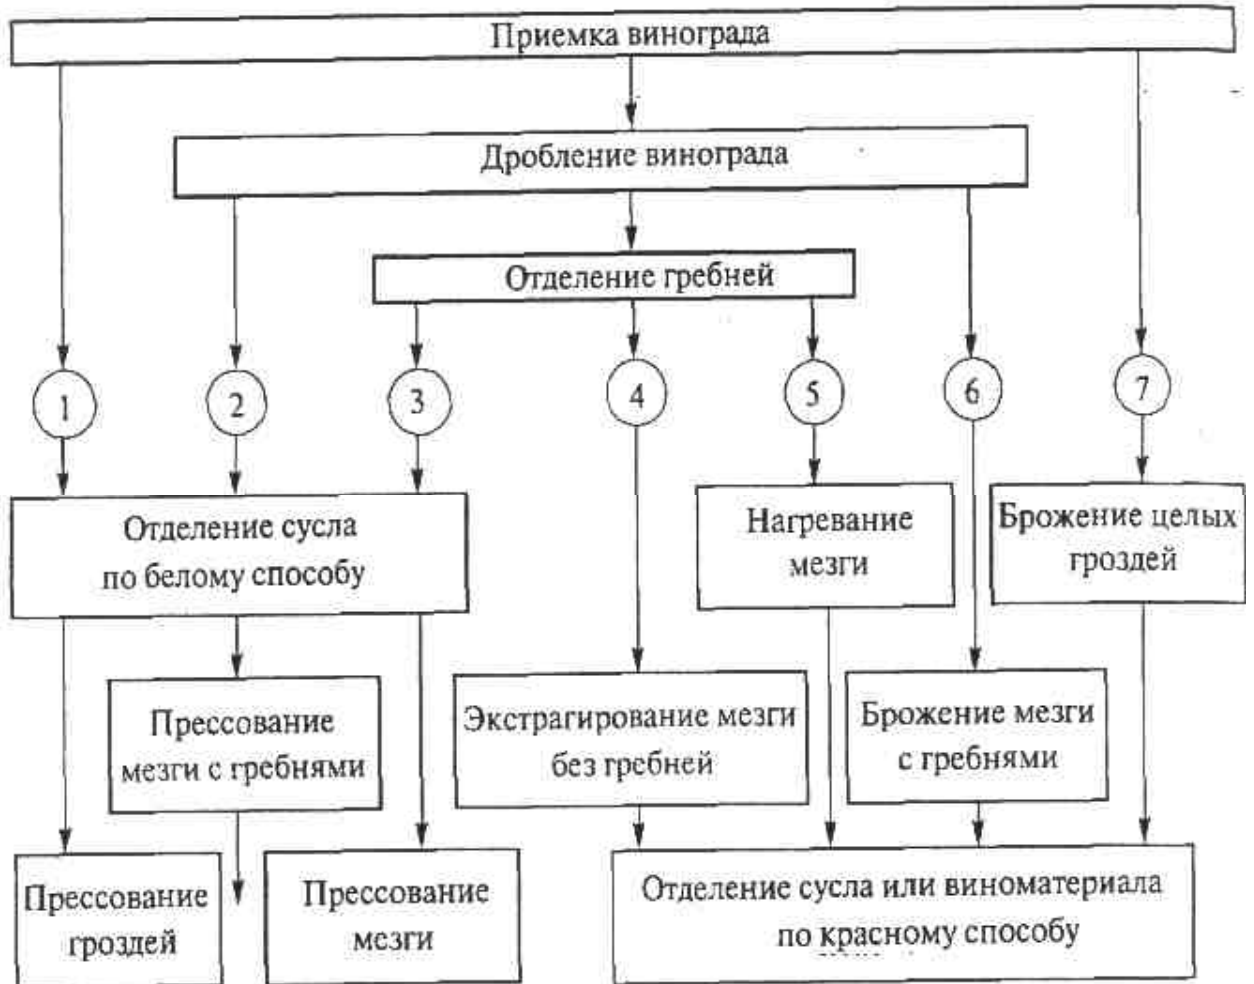 Приемка винограда
Дробление винограда
Отделение гребней
1
2
3
4
5
6
7
Отделение сусла
по белому способу
Нагревание
мезги
Брожение целых
гроздей
Прессование
мезги с гребнями
Экстрагирование мезги
без гребней
Брожение мезги
с гребнями
Прессование
гроздей
Прессование
мезги
Отделение сусла или виноматериала
по красному способу